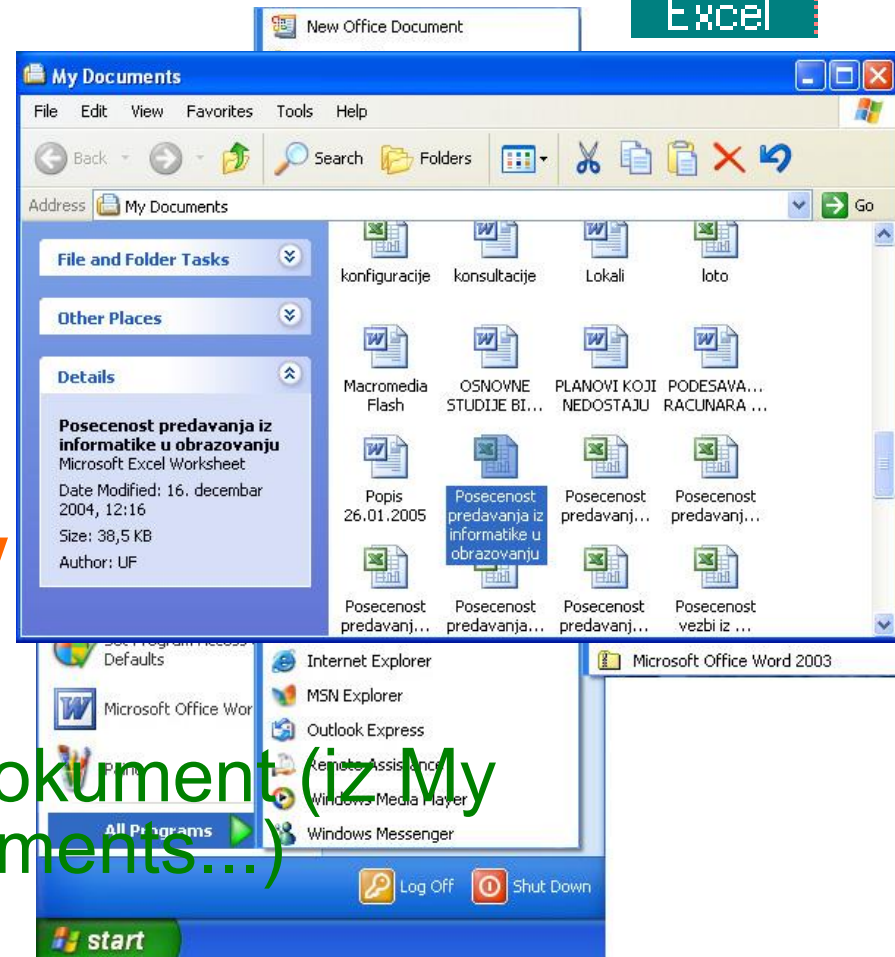 New Office Document
Excel
My Documents
File Edit View Favorites Tools Help
Back Search Folders
Address My Documents Go
File and Folder Tasks
Other Places
Details
Posecenost predavanja iz
informatike u obrazovanju
Microsoft Excel Worksheet
Date Modified: 16. decembar
2004, 12:16
Size: 38,5 KB
Author: UF
konfiguracije konsultacije Lokali loto
Macromedia
Flash
OSNOVNE
STUDIJE BI...
PLANOVI KOJI
NEDOSTAJU
PODESAVA...
RACUNARA ...
Popis
26.01.2005
Posecenost
predavanja iz
informatike u
obrazovanju
Posecenost
predavanj...
Posecenost
predavanj...
Posecenost
predavanj...
Posecenost
predavanja...
Posecenost
predavanj...
Posecenost
vezbi iz ...
Defaults
Microsoft Office Wor
All Programs
Internet Explorer
MSN Explorer
Outlook Express
Remote Assistance
Windows Media Player
Windows Messenger
Microsoft Office Word 2003
okument (iz My
ments...)
Log Off Shut Down
start